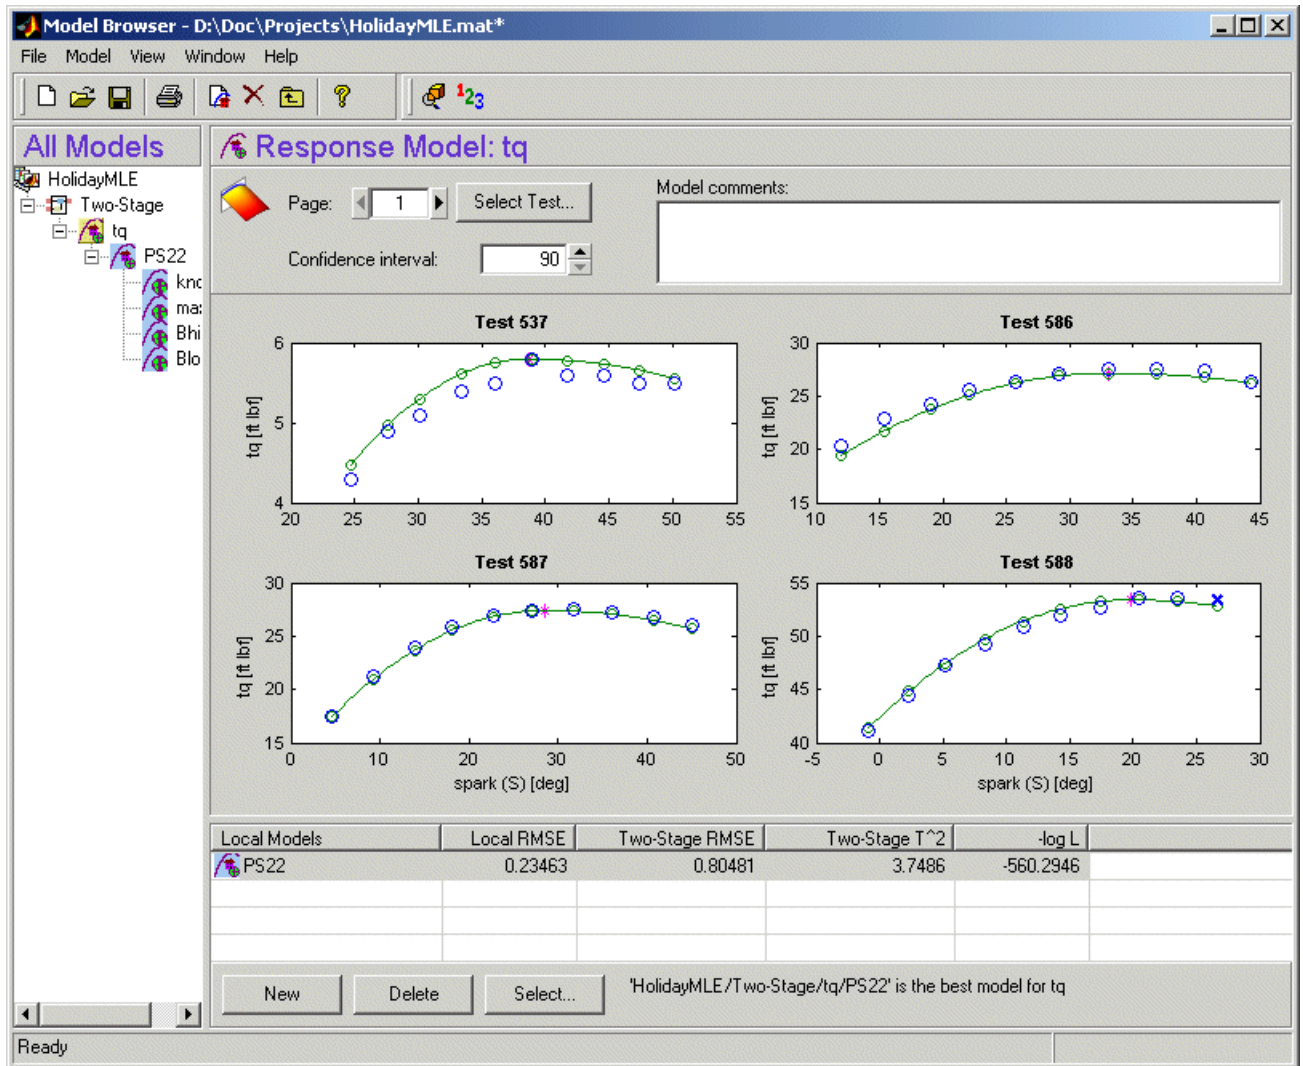 Model Browser - D:\Doc\Projects\HolidayMLE.mat*
File Model View Window Help
1 2 3
All Models
Response Model: tq
HolidayMLE
Two-Stage
tq
PS22
knc
ma
Bhi
Blo
Page: 1 Select Test...
Confidence interval: 90
Model comments:
Test 537
6
5
4
tq [ft lbf]
20 25 30 35 40 45 50 55
Test 586
30
25
20
15
tq [ft lbf]
10 15 20 25 30 35 40 45
Test 587
30
25
20
15
tq [ft lbf]
0 10 20 30 40 50
spark (S) [deg]
Test 588
55
50
45
40
tq [ft lbf]
-5 0 5 10 15 20 25 30
spark (S) [deg]
Local Models Local RMSE Two-Stage RMSE Two-Stage T^2 -log L
PS22 0.23463 0.80481 3.7486 -560.2946
New Delete Select... 'HolidayMLE/Two-Stage/tq/PS22' is the best model for tq
Ready